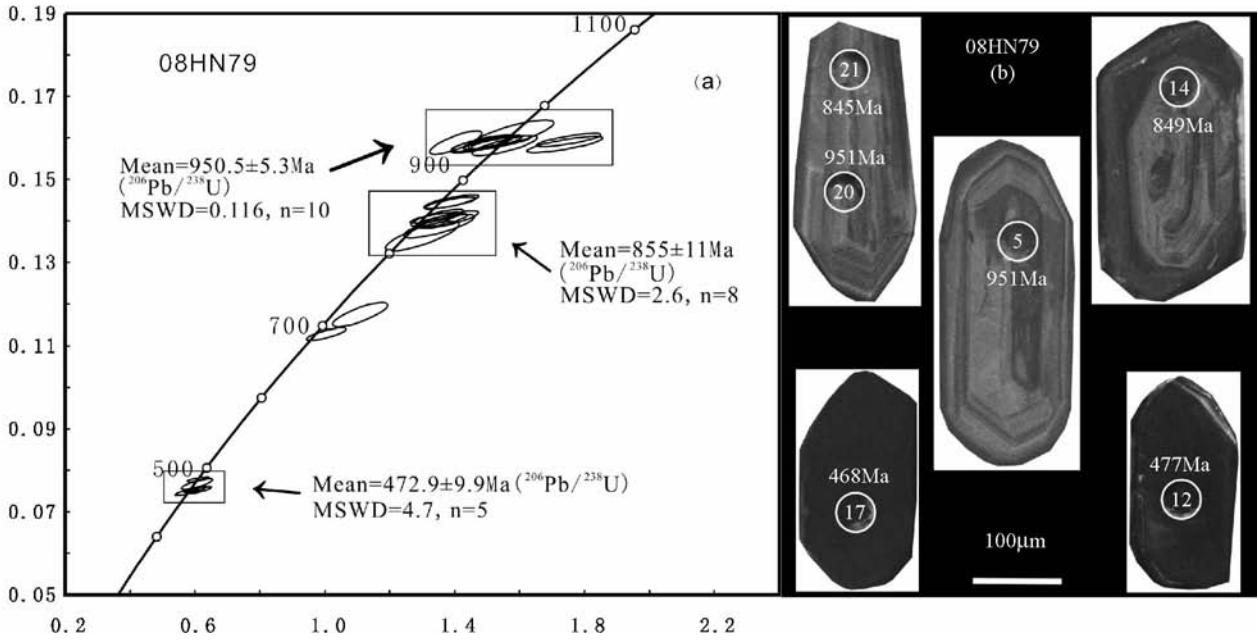 0.19
0.17
0.15
0.13
0.11
0.09
0.07
0.05
0.2
0.6
1.0
1.4
1.8
2.2
08HN79
(a)
1100
900
700
500
Mean=950.5±5.3Ma
(²⁰⁶Pb/²³⁸U)
MSWD=0.116, n=10
Mean=855±11Ma
(²⁰⁶Pb/²³⁸U)
MSWD=2.6, n=8
Mean=472.9±9.9Ma (²⁰⁶Pb/²³⁸U)
MSWD=4.7, n=5
08HN79
(b)
21
845Ma
951Ma
20
5
951Ma
14
849Ma
468Ma
17
477Ma
12
100μm